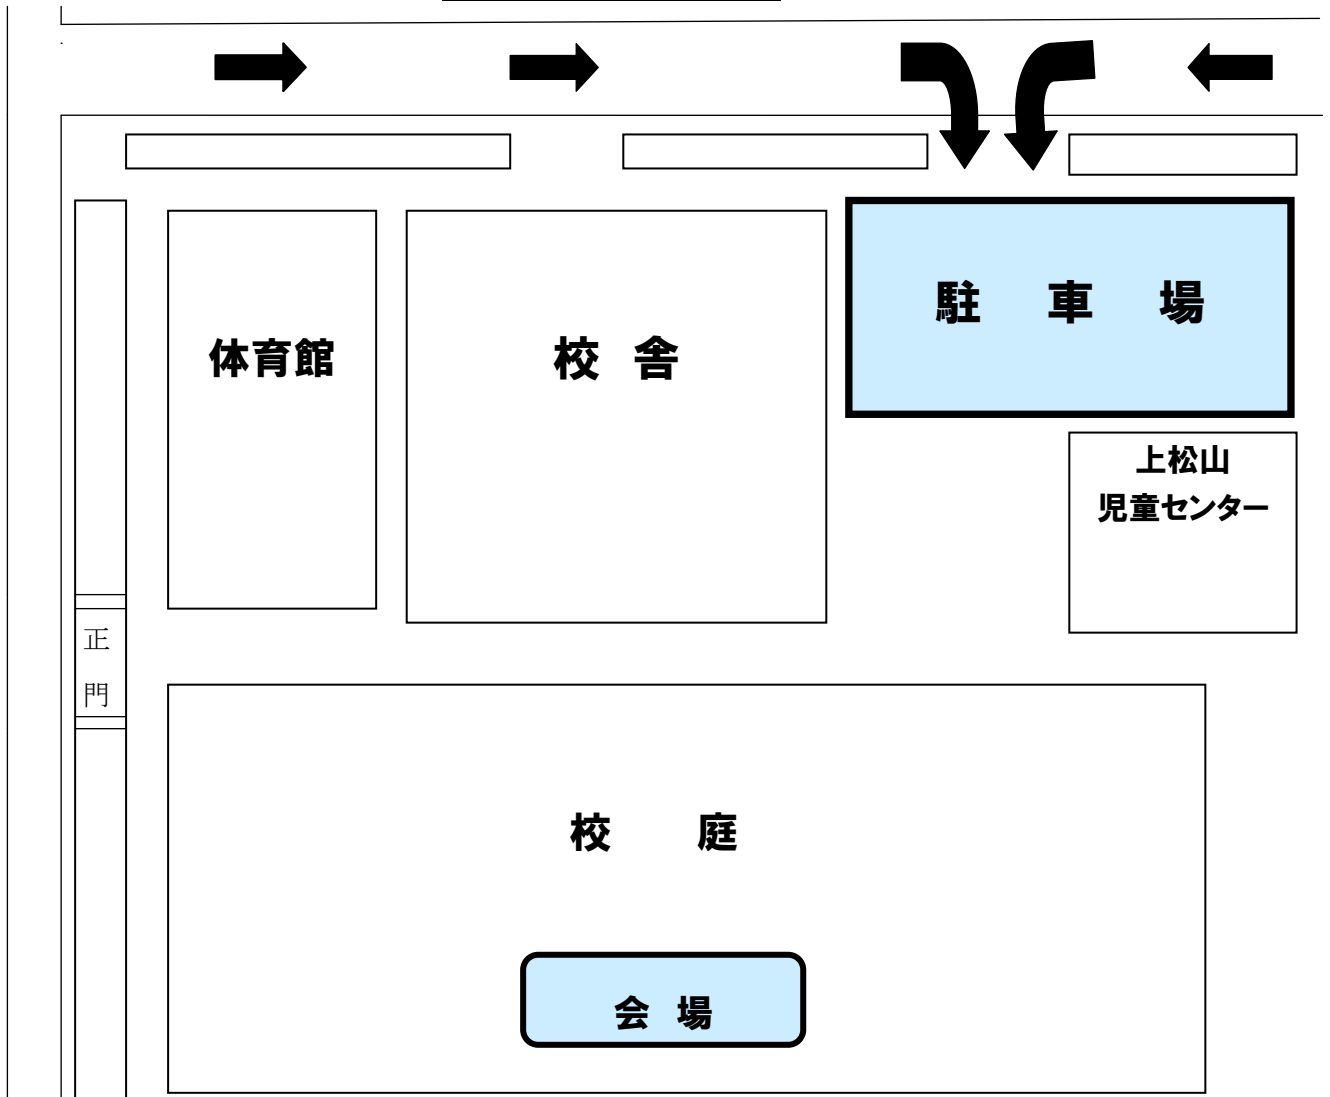 駐 車 場
体育館
校 舎
上松山
児童センター
正
門
校 庭
会 場